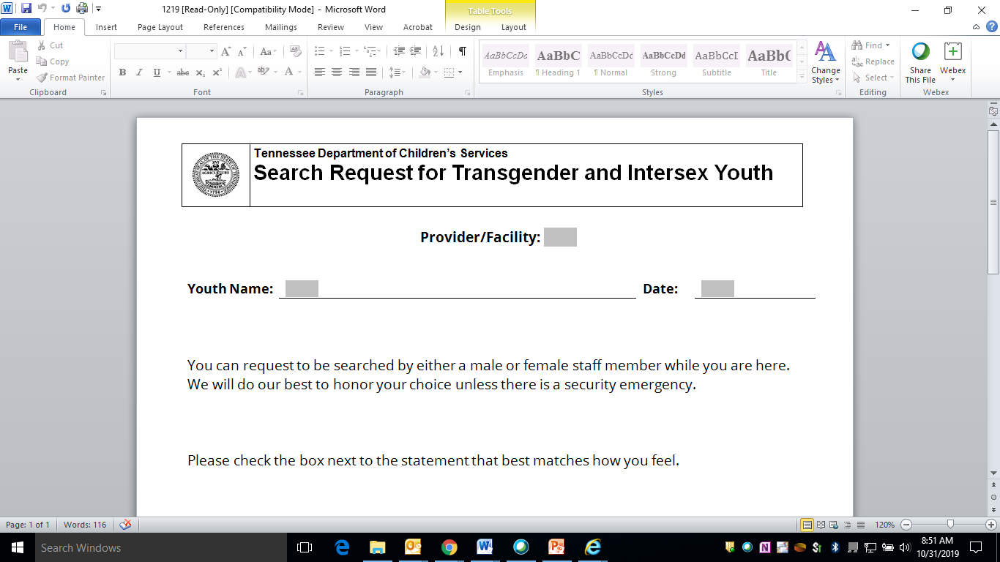 1219 [Read-Only] [Compatibility Mode] - Microsoft Word
Table Tools
File Home Insert Page Layout References Mailings Review View Acrobat Design Layout
Paste
Cut
Copy
Format Painter
Clipboard
Font
Paragraph
AaBbCcDc AaBbC AaBbCcDd AaBbCcDd AaBbCcI AaBbC
Emphasis ¶ Heading 1 ¶ Normal Strong Subtitle Title
Change Styles
Styles
Find
Replace
Select
Editing
Share This File
Webex
Webex
Tennessee Department of Children's Services
Search Request for Transgender and Intersex Youth
AGRICULTURE
1796
Provider/Facility:
Youth Name: Date:
You can request to be searched by either a male or female staff member while you are here.
We will do our best to honor your choice unless there is a security emergency.
Please check the box next to the statement that best matches how you feel.
Page: 1 of 1 Words: 116 120%
Search Windows
8:51 AM
10/31/2019